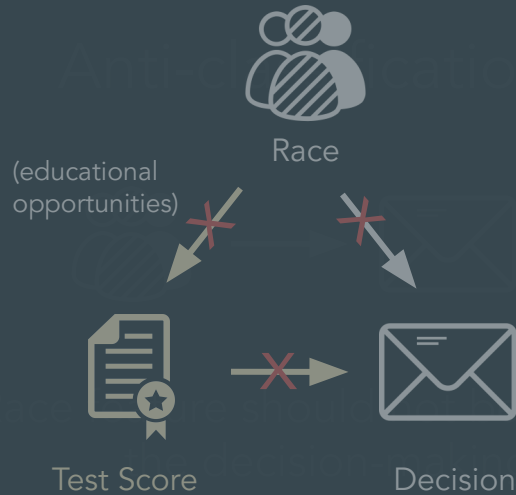 Race
(educational
opportunities)
Test Score
Decision